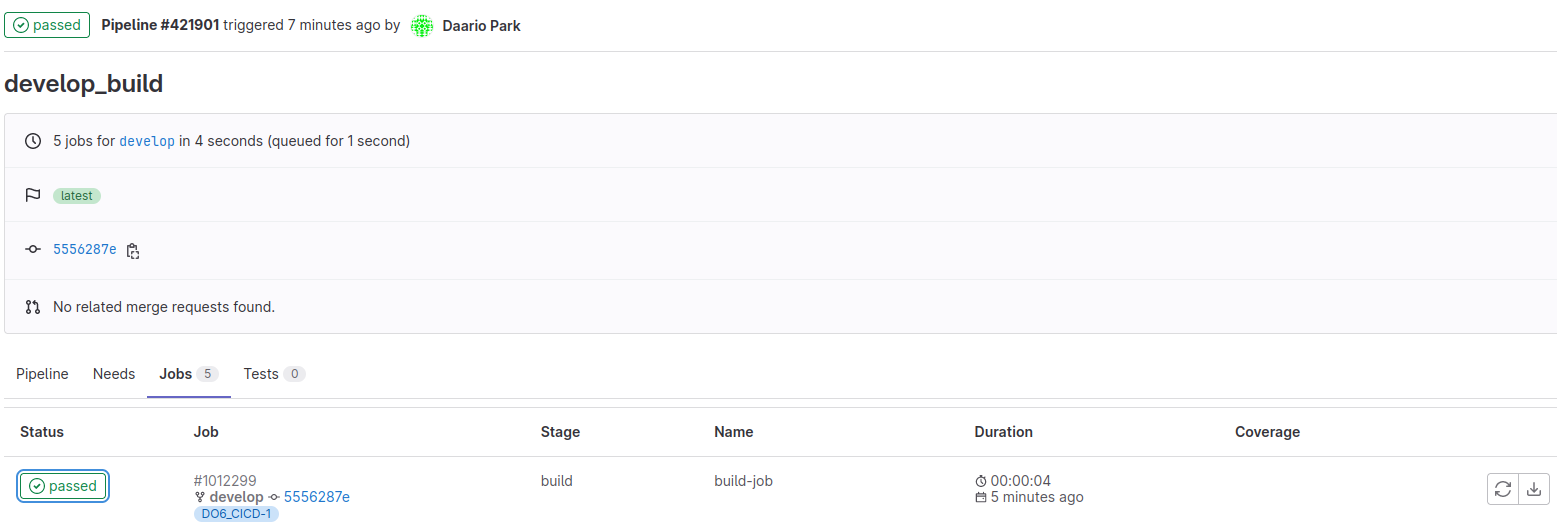 passed Pipeline #421901 triggered 7 minutes ago by Daario Park
develop_build
5 jobs for develop in 4 seconds (queued for 1 second)
latest
5556287e
No related merge requests found.
Pipeline Needs Jobs 5 Tests 0
Status Job Stage Name Duration Coverage
passed #1012299 build build-job 00:00:04
develop 5556287e 5 minutes ago
DO6_CICD-1